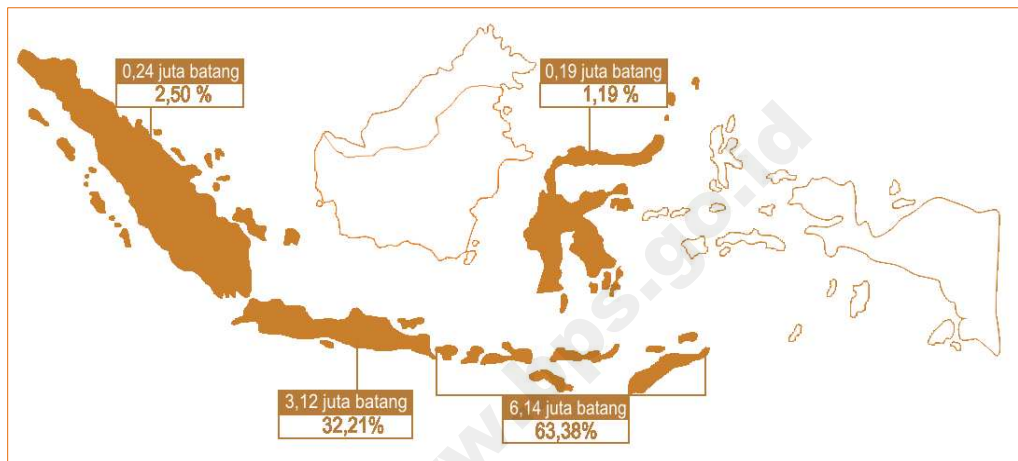 0,24 juta batang
2,50 %
0,19 juta batang
1,19 %
3,12 juta batang
32,21%
6,14 juta batang
63,38%
www.bps.go.id